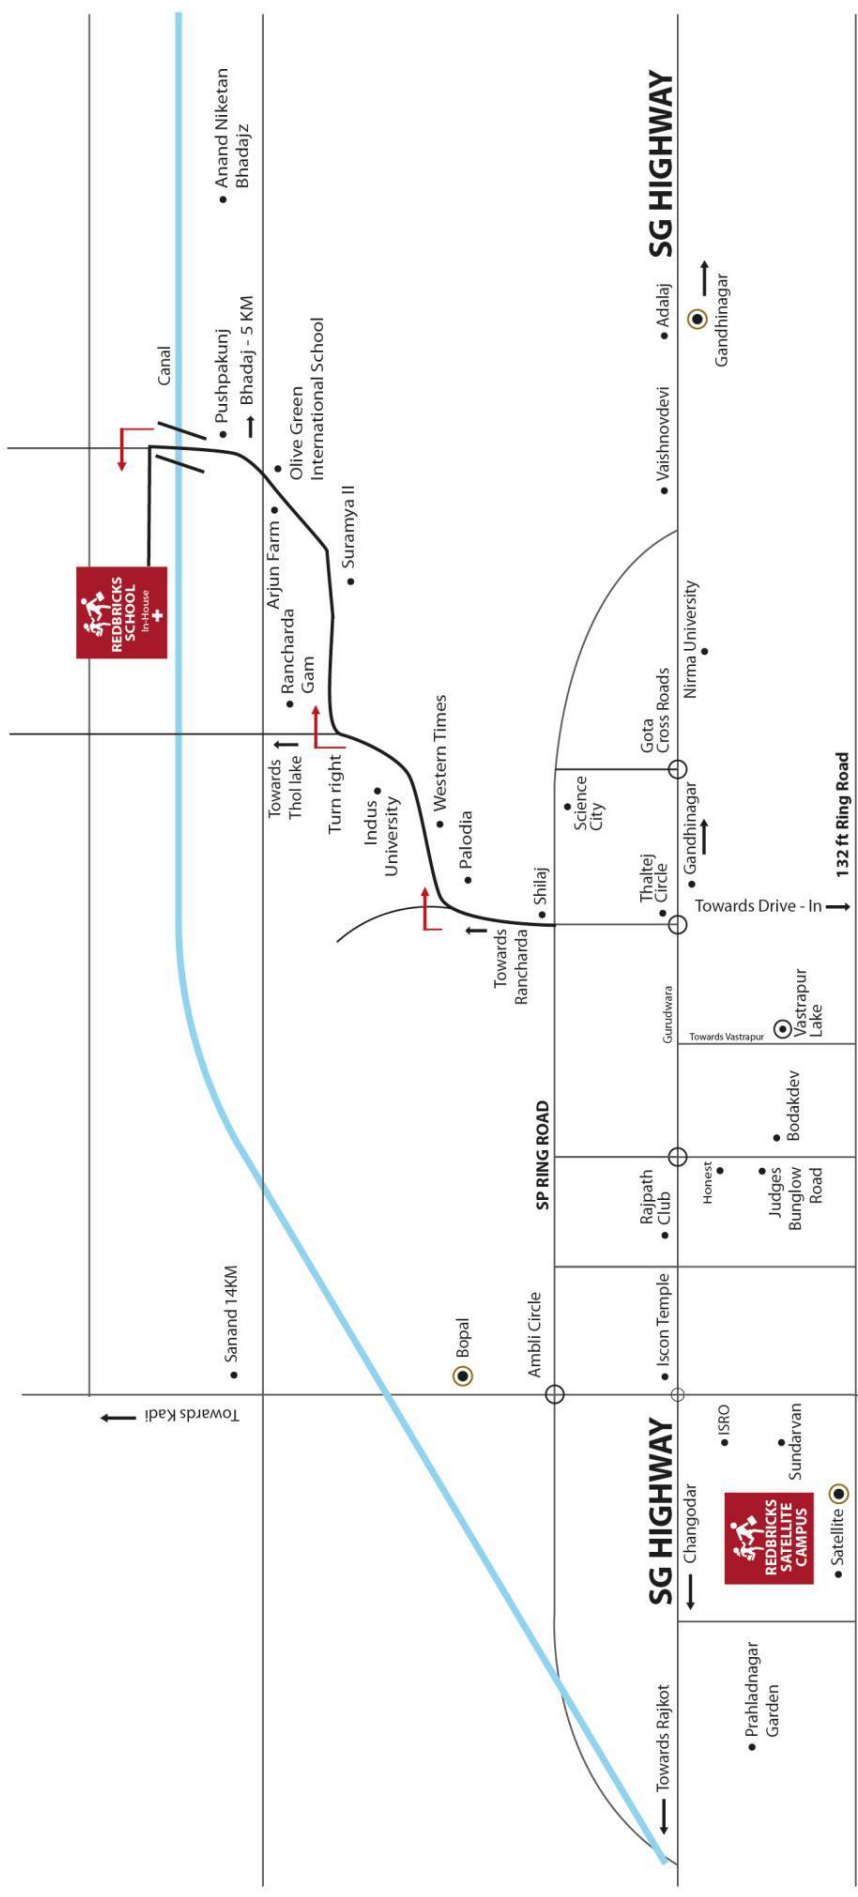 Canal
Anand Niketan
Bhadajz
Pushpakunj
Bhadaj - 5 KM
Olive Green
International School
Arjun Farm
Suramya II
REDBRICKS
SCHOOL
In-House
+
Rancharda
Gam
Towards
Thol lake
Turn right
Indus
University
Western Times
Palodia
Shilaj
Towards
Rancharda
Sanand 14KM
Towards Kadi
Bopal
Ambli Circle
SP RING ROAD
Science
City
SG HIGHWAY
Adalaj
Gandhinagar
Vaishnovdevi
Nirma University
Gota
Cross Roads
Gandhinagar
Thaltej
Circle
Towards Drive - In
132 ft Ring Road
Gurudwara
Towards Vastrapur
Vastrapur
Lake
Bodakdev
Honest
Judges
Bunglow
Road
Rajpath
Club
Iscon Temple
ISRO
Sundarvan
SG HIGHWAY
Changodar
REDBRICKS
SATELLITE
CAMPUS
Satellite
Towards Rajkot
Prahladnagar
Garden